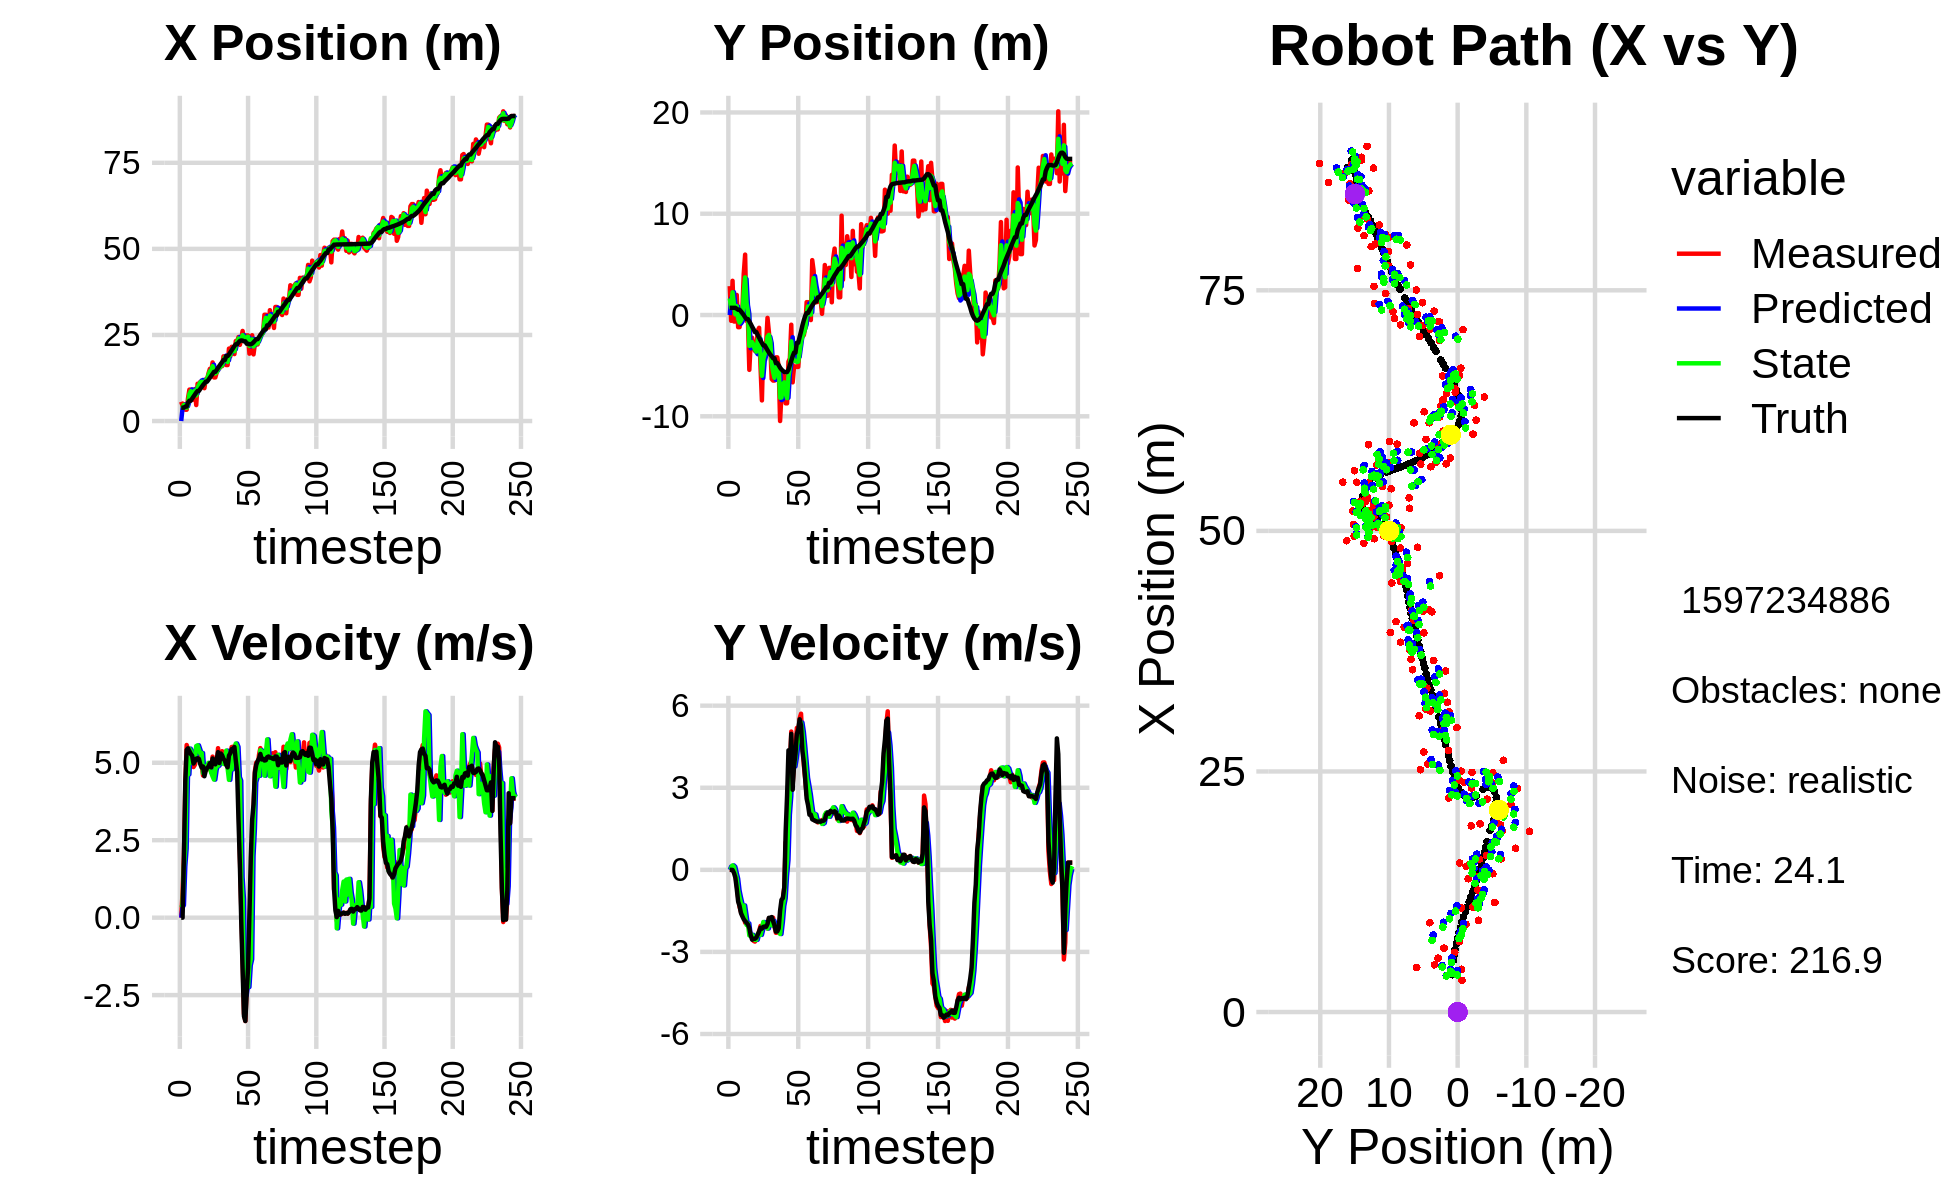 X Position (m)
75
50
25
0
0 50 100 150 200 250
timestep
Y Position (m)
20
10
0
-10
0 50 100 150 200 250
timestep
X Velocity (m/s)
5.0
2.5
0.0
-2.5
0 50 100 150 200 250
timestep
Y Velocity (m/s)
6
3
0
-3
-6
0 50 100 150 200 250
timestep
Robot Path (X vs Y)
X Position (m)
75
50
25
0
20 10 0 -10 -20
Y Position (m)
variable
Measured
Predicted
State
Truth
1597234886
Obstacles: none
Noise: realistic
Time: 24.1
Score: 216.9